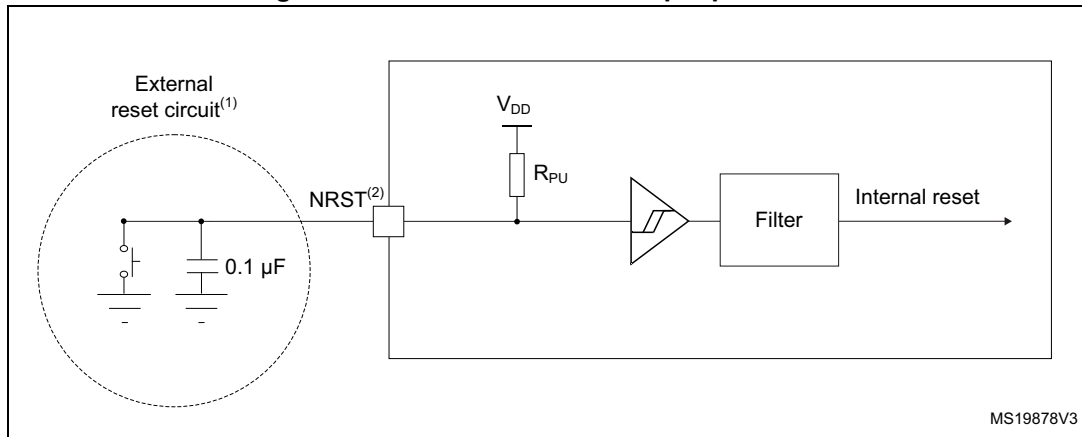 External
reset circuit(1)
VDD
RPU
NRST(2)
Filter
Internal reset
0.1 µF
MS19878V3